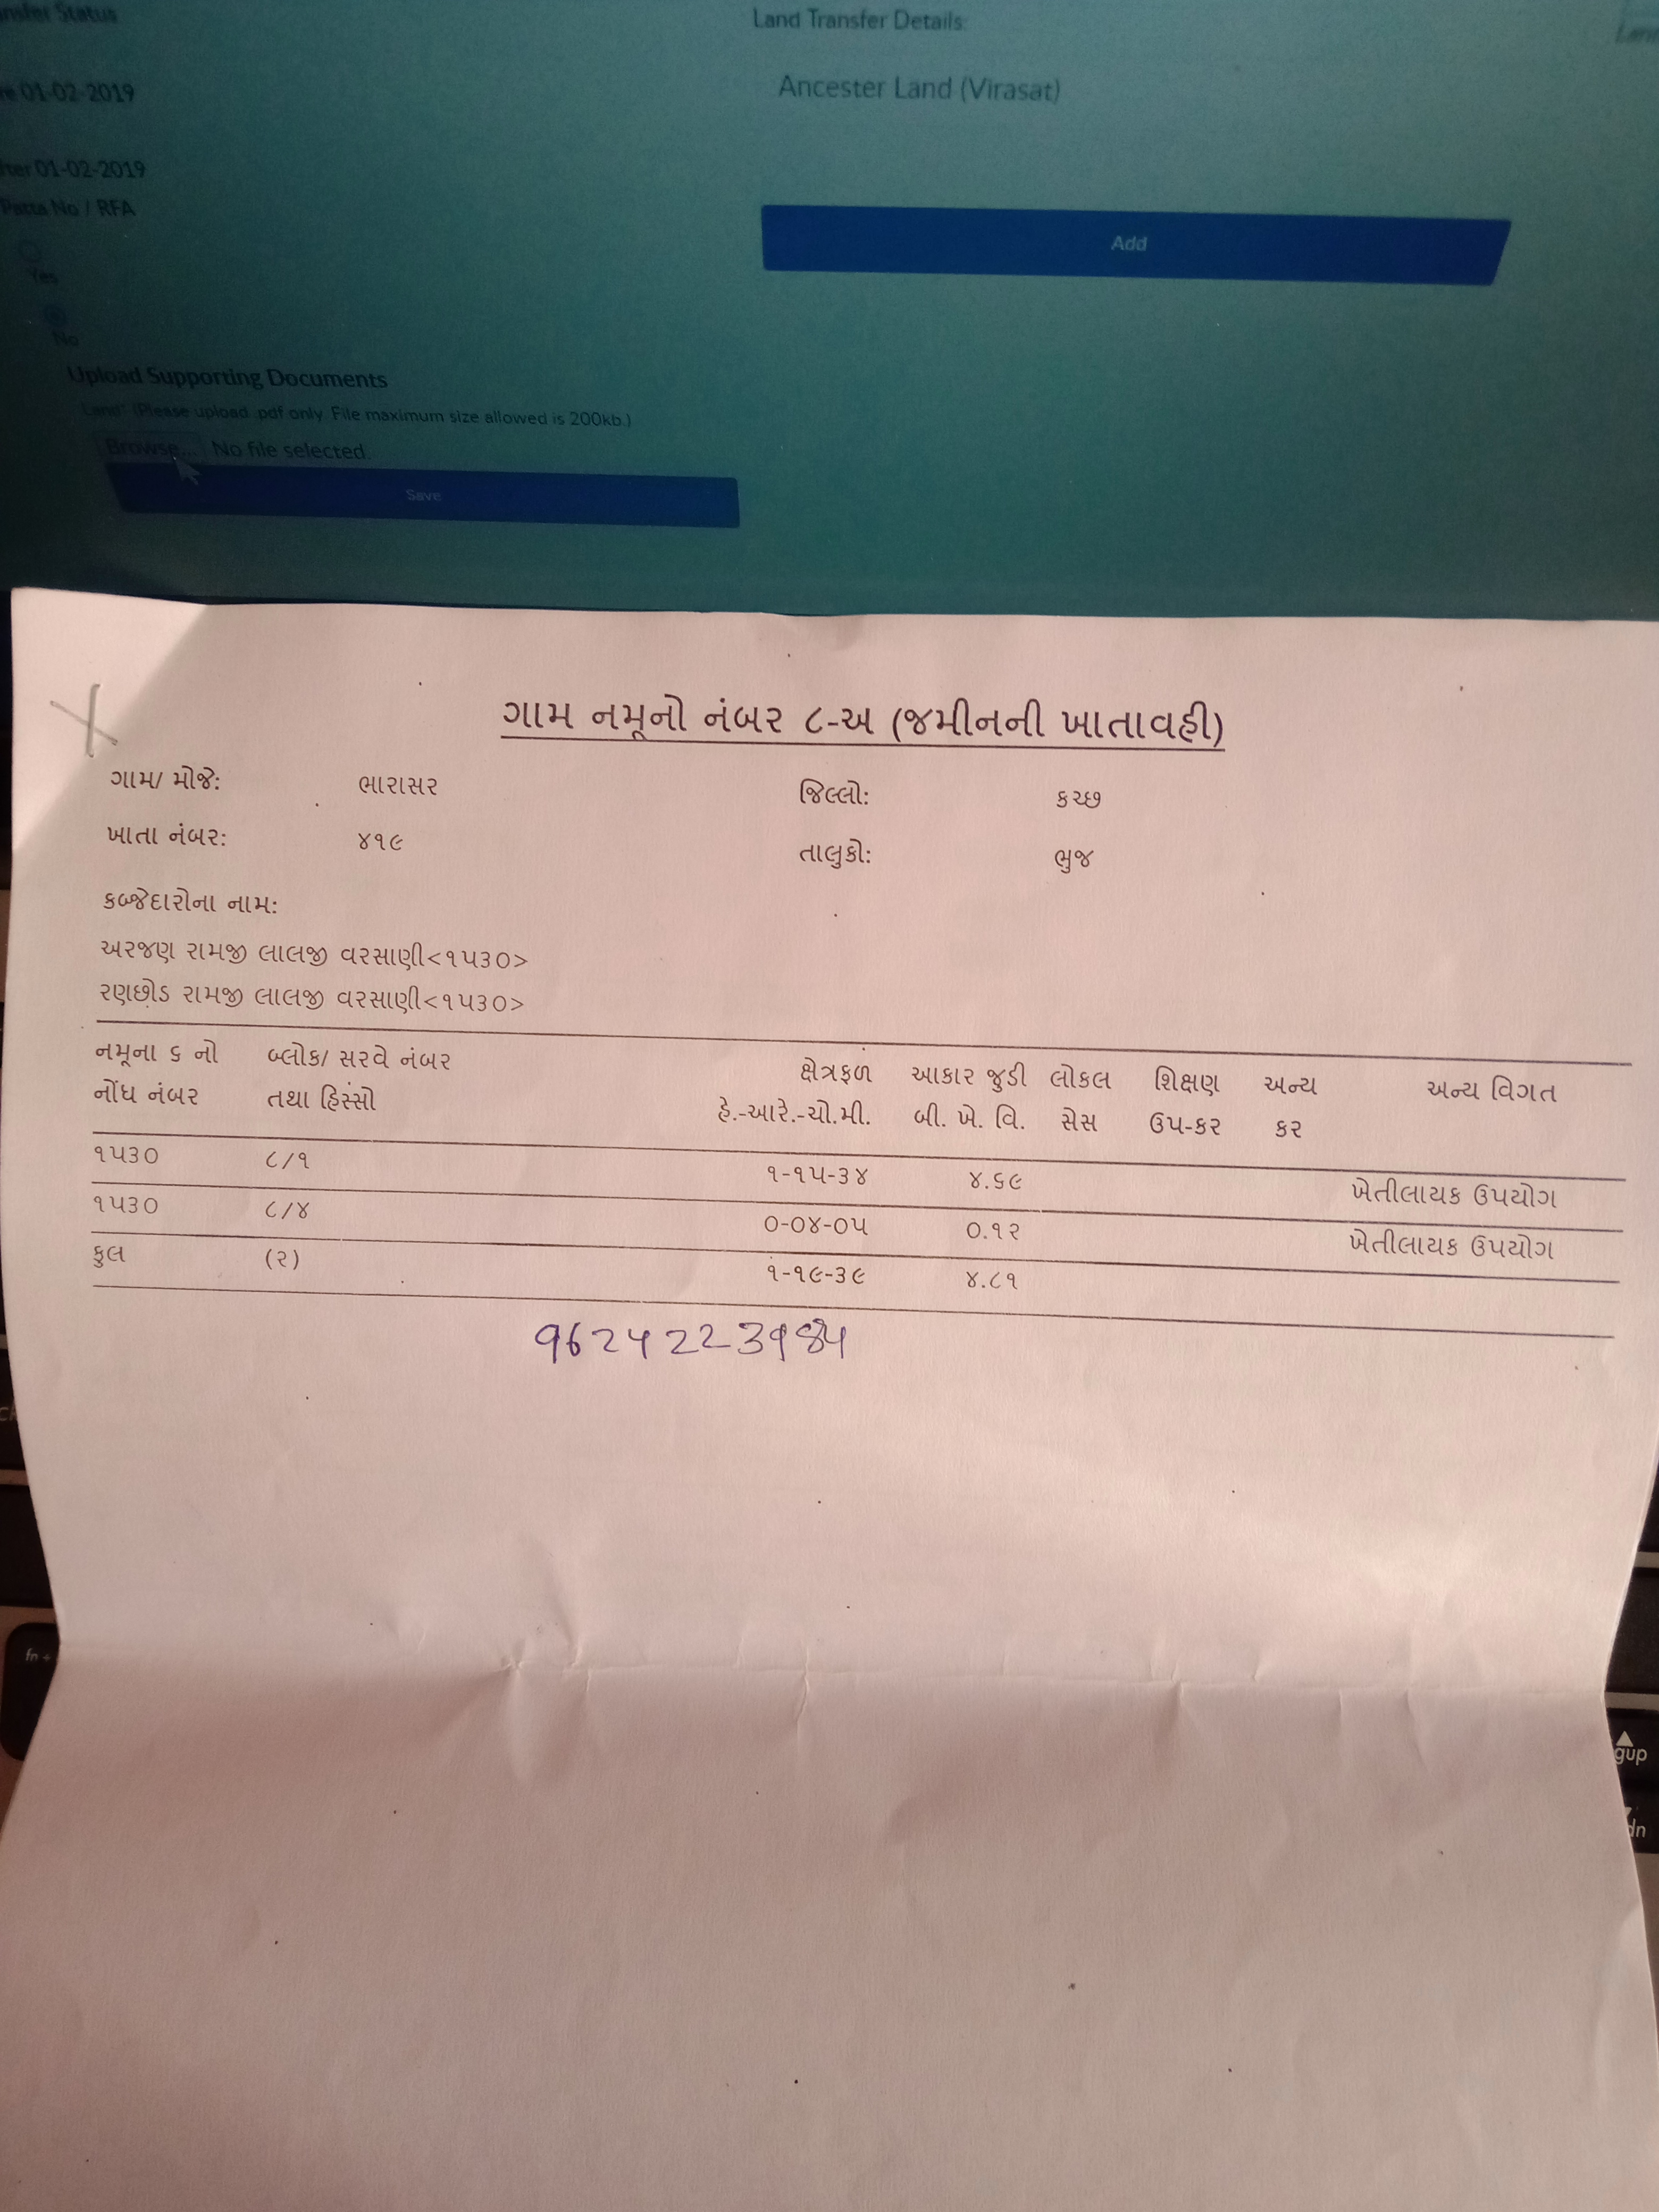 Status
Land Transfer Details:
01-02-2019
Ancester Land (Virasat)
01-02-2019
Patta No / RFA
Add
Yes
No
Upload Supporting Documents
Land* (Please upload .pdf only. File maximum size allowed is 200kb.)
Browse... No file selected.
Save
ગામ નમૂનો નંબર ૮-અ (જમીનની ખાતાવહી)
ગામ/ મોજે: ભારાસર જિલ્લો: કચ્છ
ખાતા નંબર: ૪૧૯ તાલુકો: ભુજ
કબ્જેદારોના નામ:
અરજણ રામજી લાલજી વરસાણી<૧૫૩૦>
રણછોડ રામજી લાલજી વરસાણી<૧૫૩૦>
નમૂના ૬ નો બ્લોક/ સરવે નંબર ક્ષેત્રફળ આકાર જુડી લોકલ શિક્ષણ અન્ય અન્ય વિગત
નોંધ નંબર તથા હિસ્સો હે.-આરે.-ચો.મી. બી. ખે. વિ. સેસ ઉપ-કર કર
૧૫૩૦ ૮/૧ ૧-૧૫-૩૪ ૪.૬૯ ખેતીલાયક ઉપયોગ
૧૫૩૦ ૮/૪ ૦-૦૪-૦૫ ૦.૧૨ ખેતીલાયક ઉપયોગ
કુલ (૨) ૧-૧૯-૩૯ ૪.૮૧
fn +
gup
dn